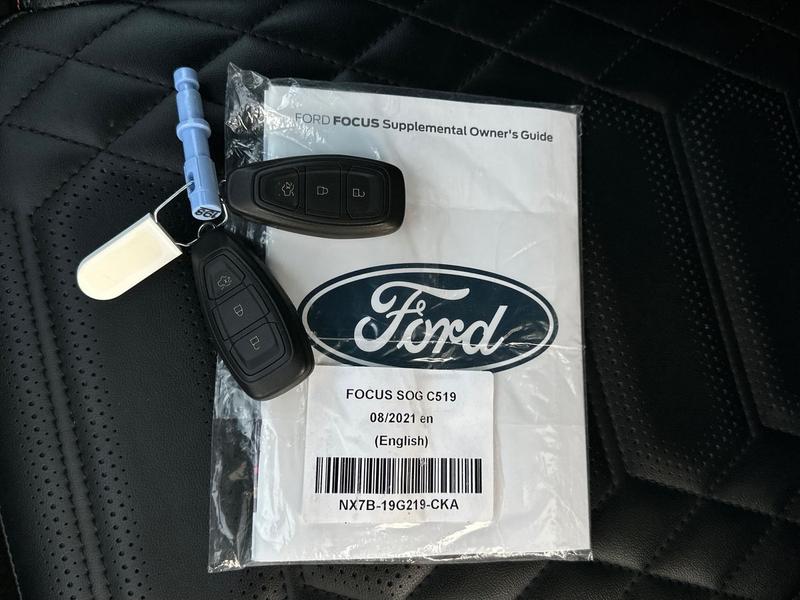 FORD FOCUS Supplemental Owner's Guide
Ford
FOCUS SOG C519
08/2021 en
(English)
NX7B-19G219-CKA